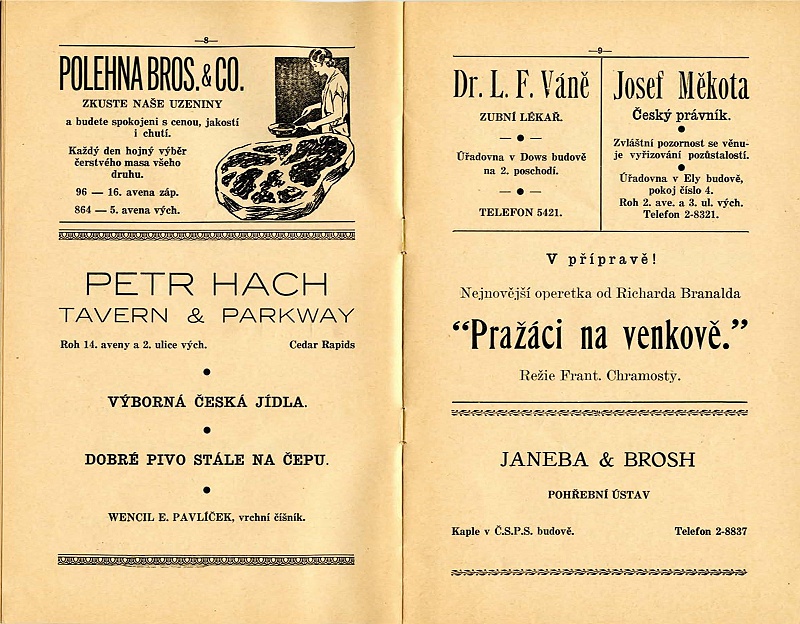 —8—
POLEHNA BROS. & CO.
ZKUSTE NAŠE UZENINY
a budete spokojeni s cenou, jakostí
i chutí.
Každý den hojný výběr
čerstvého masa všeho
druhu.
96 — 16. avena záp.
864 — 5. avena vých.
PETR HACH
TAVERN & PARKWAY
Roh 14. aveny a 2. ulice vých. Cedar Rapids
VÝBORNÁ ČESKÁ JÍDLA.
DOBRÉ PIVO STÁLE NA ČEPU.
WENCIL E. PAVLÍČEK, vrchní číšník.
—9—
Dr. L. F. Váně
ZUBNÍ LÉKAŘ.
Úřadovna v Dows budově
na 2. poschodí.
TELEFON 5421.
Josef Měkota
Český právník.
Zvláštní pozornost se věnu-
je vyřizování pozůstalostí.
Úřadovna v Ely budově,
pokoj číslo 4.
Roh 2. ave. a 3. ul. vých.
Telefon 2-8321.
V přípravě!
Nejnovější operetka od Richarda Branalda
“Pražáci na venkově.”
Režie Frant. Chramosty.
JANEBA & BROSH
POHŘEBNÍ ÚSTAV
Kaple v Č.S.P.S. budově. Telefon 2-8837